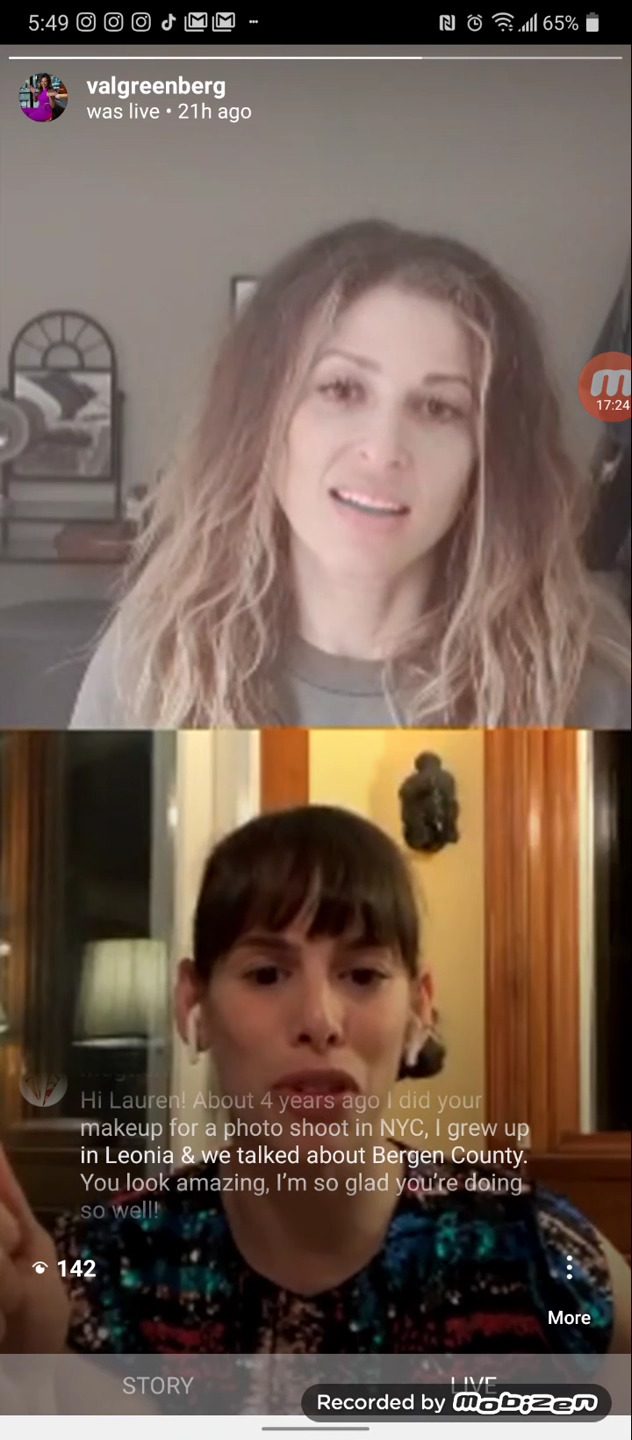 5:49
65%
valgreenberg
was live • 21h ago
17:24
Hi Lauren! About 4 years ago I did your
makeup for a photo shoot in NYC, I grew up
in Leonia & we talked about Bergen County.
You look amazing, I'm so glad you're doing
so well!
142
More
STORY
LIVE
Recorded by mobizen